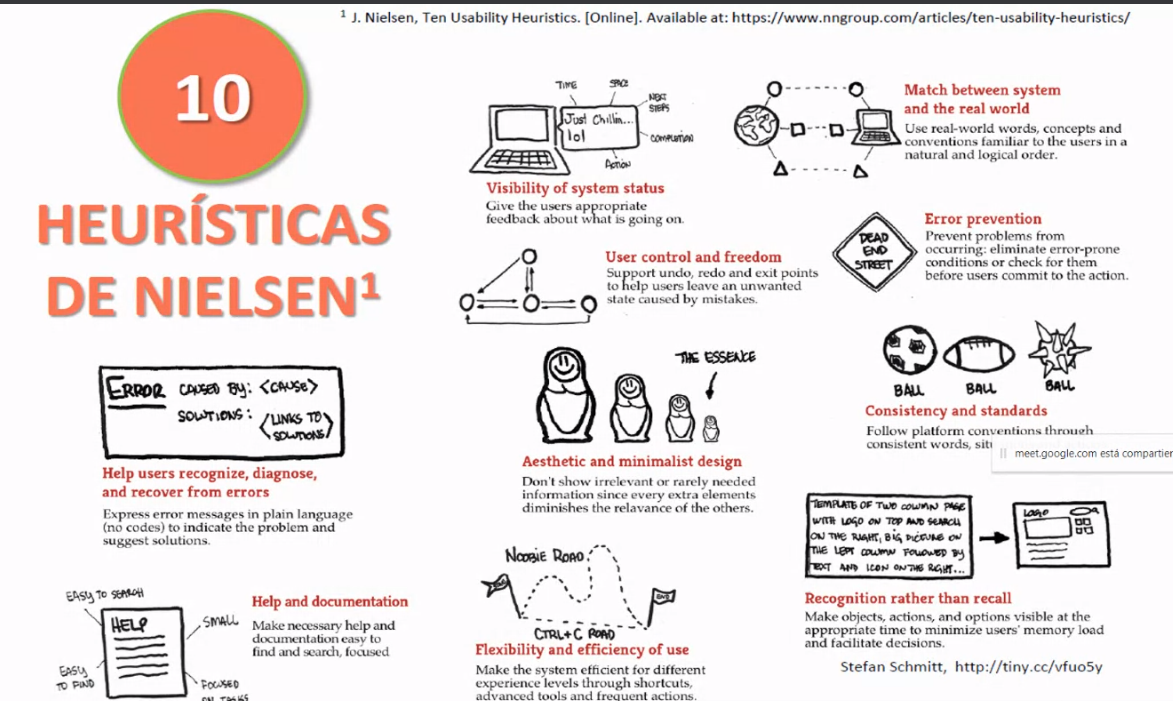 ¹ J. Nielsen, Ten Usability Heuristics. [Online]. Available at: https://www.nngroup.com/articles/ten-usability-heuristics/
10
HEURÍSTICAS
DE NIELSEN¹
TIME
SPACE
NEXT
STEPS
Just Chillin...
lol
COMPLETION
ACTION
Visibility of system status
Give the users appropriate
feedback about what is going on.
Match between system
and the real world
Use real-world words, concepts and
conventions familiar to the users in a
natural and logical order.
User control and freedom
Support undo, redo and exit points
to help users leave an unwanted
state caused by mistakes.
DEAD
END
STREET
Error prevention
Prevent problems from
occurring: eliminate error-prone
conditions or check for them
before users commit to the action.
ERROR CAUSED BY: <CAUSE>
SOLUTIONS: <LINKS TO
SOLUTIONS>
Help users recognize, diagnose,
and recover from errors
Express error messages in plain language
(no codes) to indicate the problem and
suggest solutions.
THE ESSENCE
Aesthetic and minimalist design
Don't show irrelevant or rarely needed
information since every extra elements
diminishes the relavance of the others.
BALL
BALL
BALL
Consistency and standards
Follow platform conventions through
consistent words,
meet.google.com está compartien
EASY TO SEARCH
HELP
SMALL
EASY
TO FIND
FOCUSED
ON TASKS
Help and documentation
Make necessary help and
documentation easy to
find and search, focused
NOOBIE ROAD
END
CTRL+C ROAD
Flexibility and efficiency of use
Make the system efficient for different
experience levels through shortcuts,
advanced tools and frequent actions.
TEMPLATE OF TWO COLUMN PAGE
WITH LOGO ON TOP AND SEARCH
ON THE RIGHT, BIG PICTURE ON
THE LEFT COLUMN FOLLOWED BY
TEXT AND ICON ON THE RIGHT...
LOGO
Recognition rather than recall
Make objects, actions, and options visible at the
appropriate time to minimize users' memory load
and facilitate decisions.
Stefan Schmitt, http://tiny.cc/vfuo5y